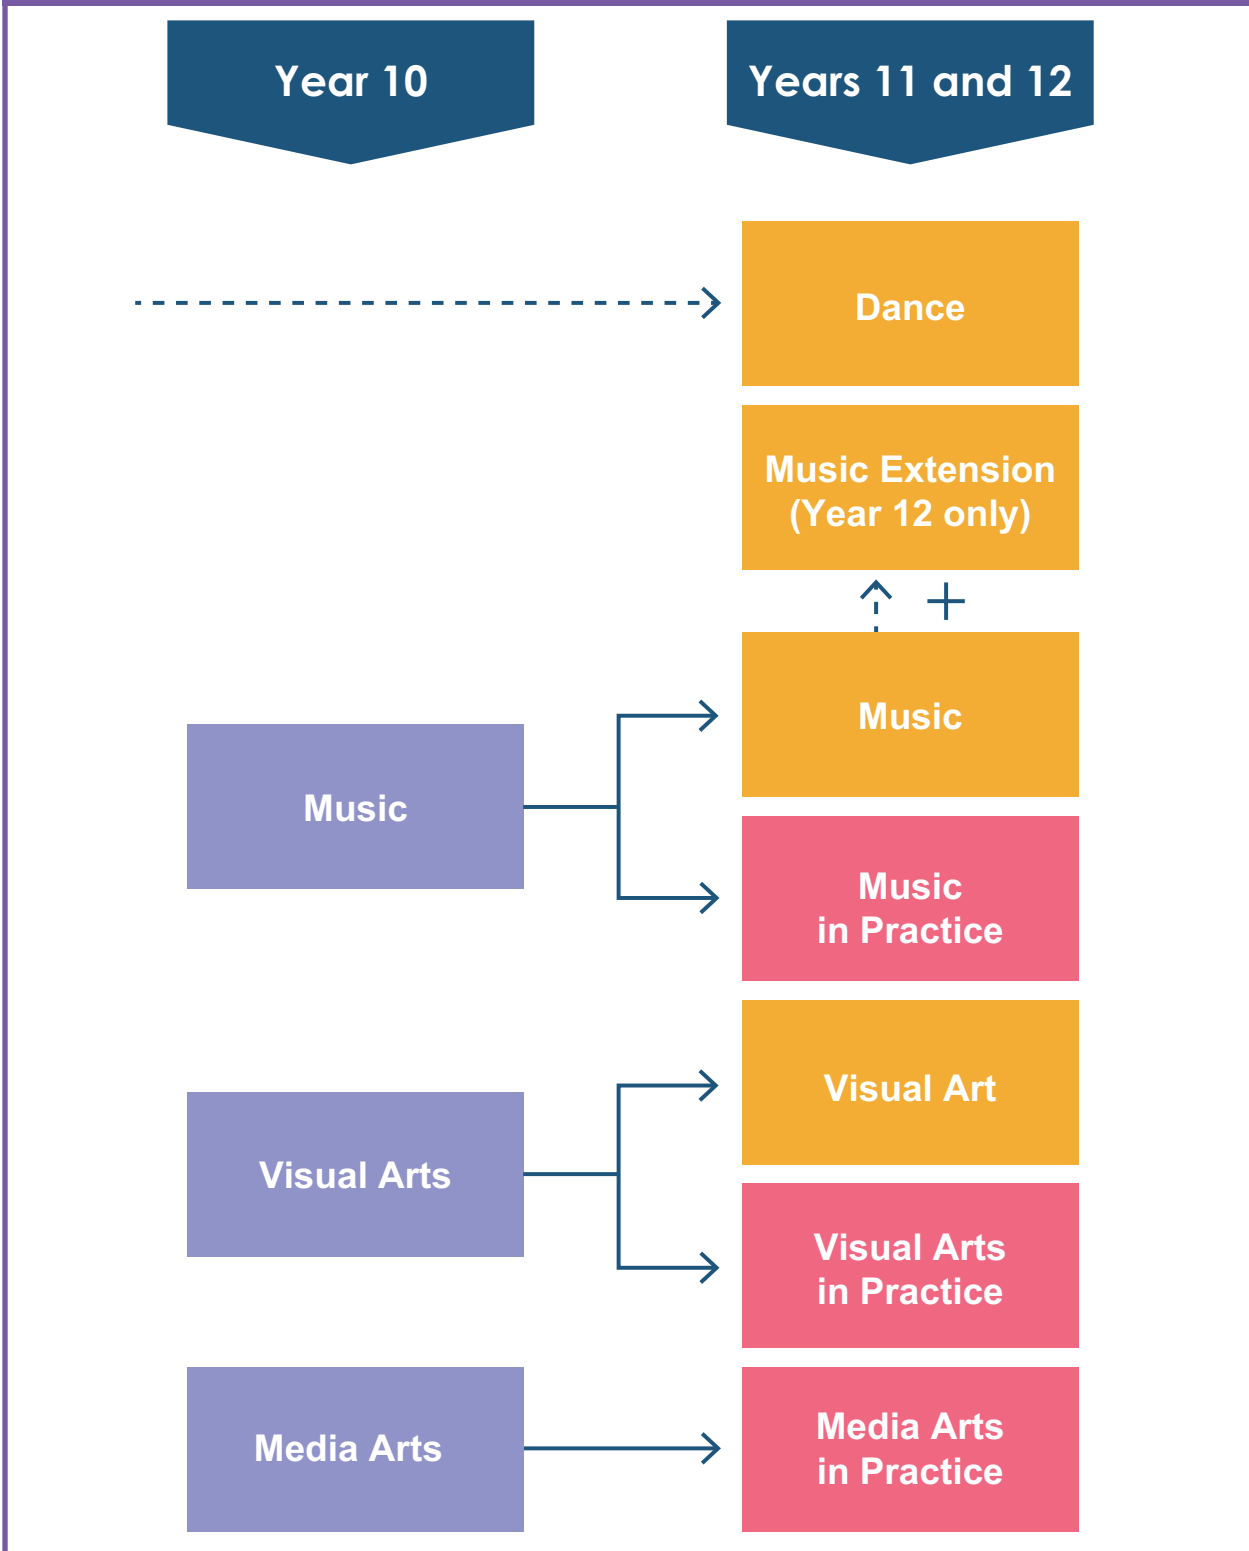 Year 10
Years 11 and 12
Dance
Music Extension
(Year 12 only)
Music
Music
Music
in Practice
Visual Art
Visual Arts
Visual Arts
in Practice
Media Arts
Media Arts
in Practice